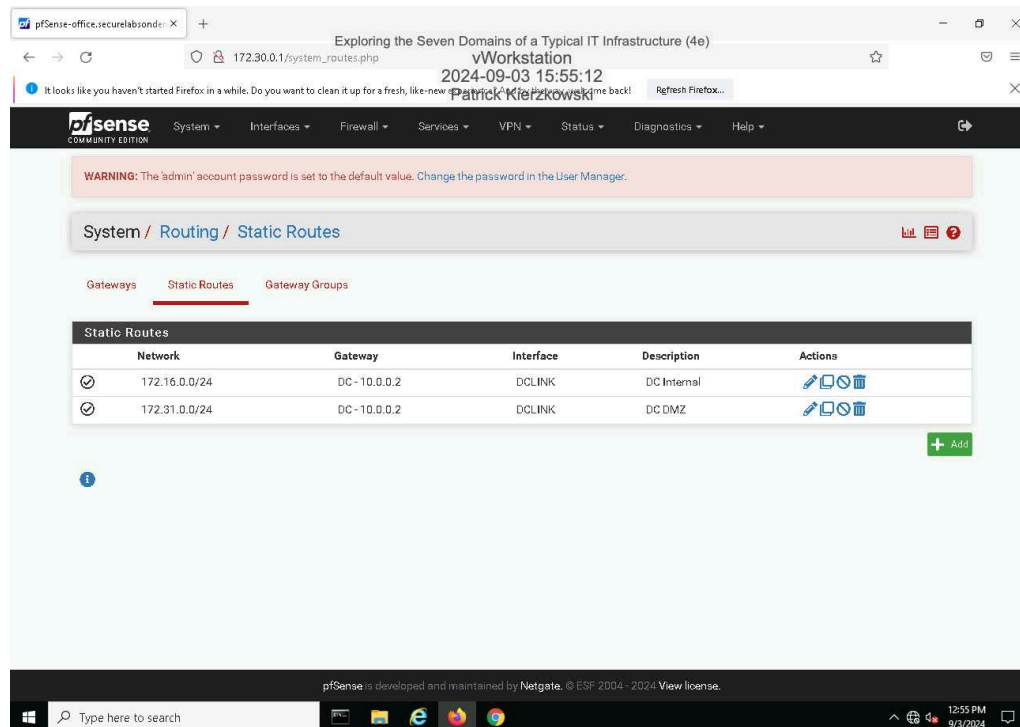 pfSense-office.securelabsondem
Exploring the Seven Domains of a Typical IT Infrastructure (4e)
172.30.0.1/system_routes.php
vWorkstation
2024-09-03 15:55:12
It looks like you haven't started Firefox in a while. Do you want to clean it up for a fresh, like-new welcome back! Refresh Firefox...
Patrick Kierzkowski
pfsense System Interfaces Firewall Services VPN Status Diagnostics Help
COMMUNITY EDITION
WARNING: The 'admin' account password is set to the default value. Change the password in the User Manager.
System / Routing / Static Routes
Gateways Static Routes Gateway Groups
Static Routes
Network Gateway Interface Description Actions
172.16.0.0/24 DC - 10.0.0.2 DCLINK DC Internal
172.31.0.0/24 DC - 10.0.0.2 DCLINK DC DMZ
Add
pfSense is developed and maintained by Netgate. © ESF 2004 - 2024 View license.
Type here to search
12:55 PM
9/3/2024